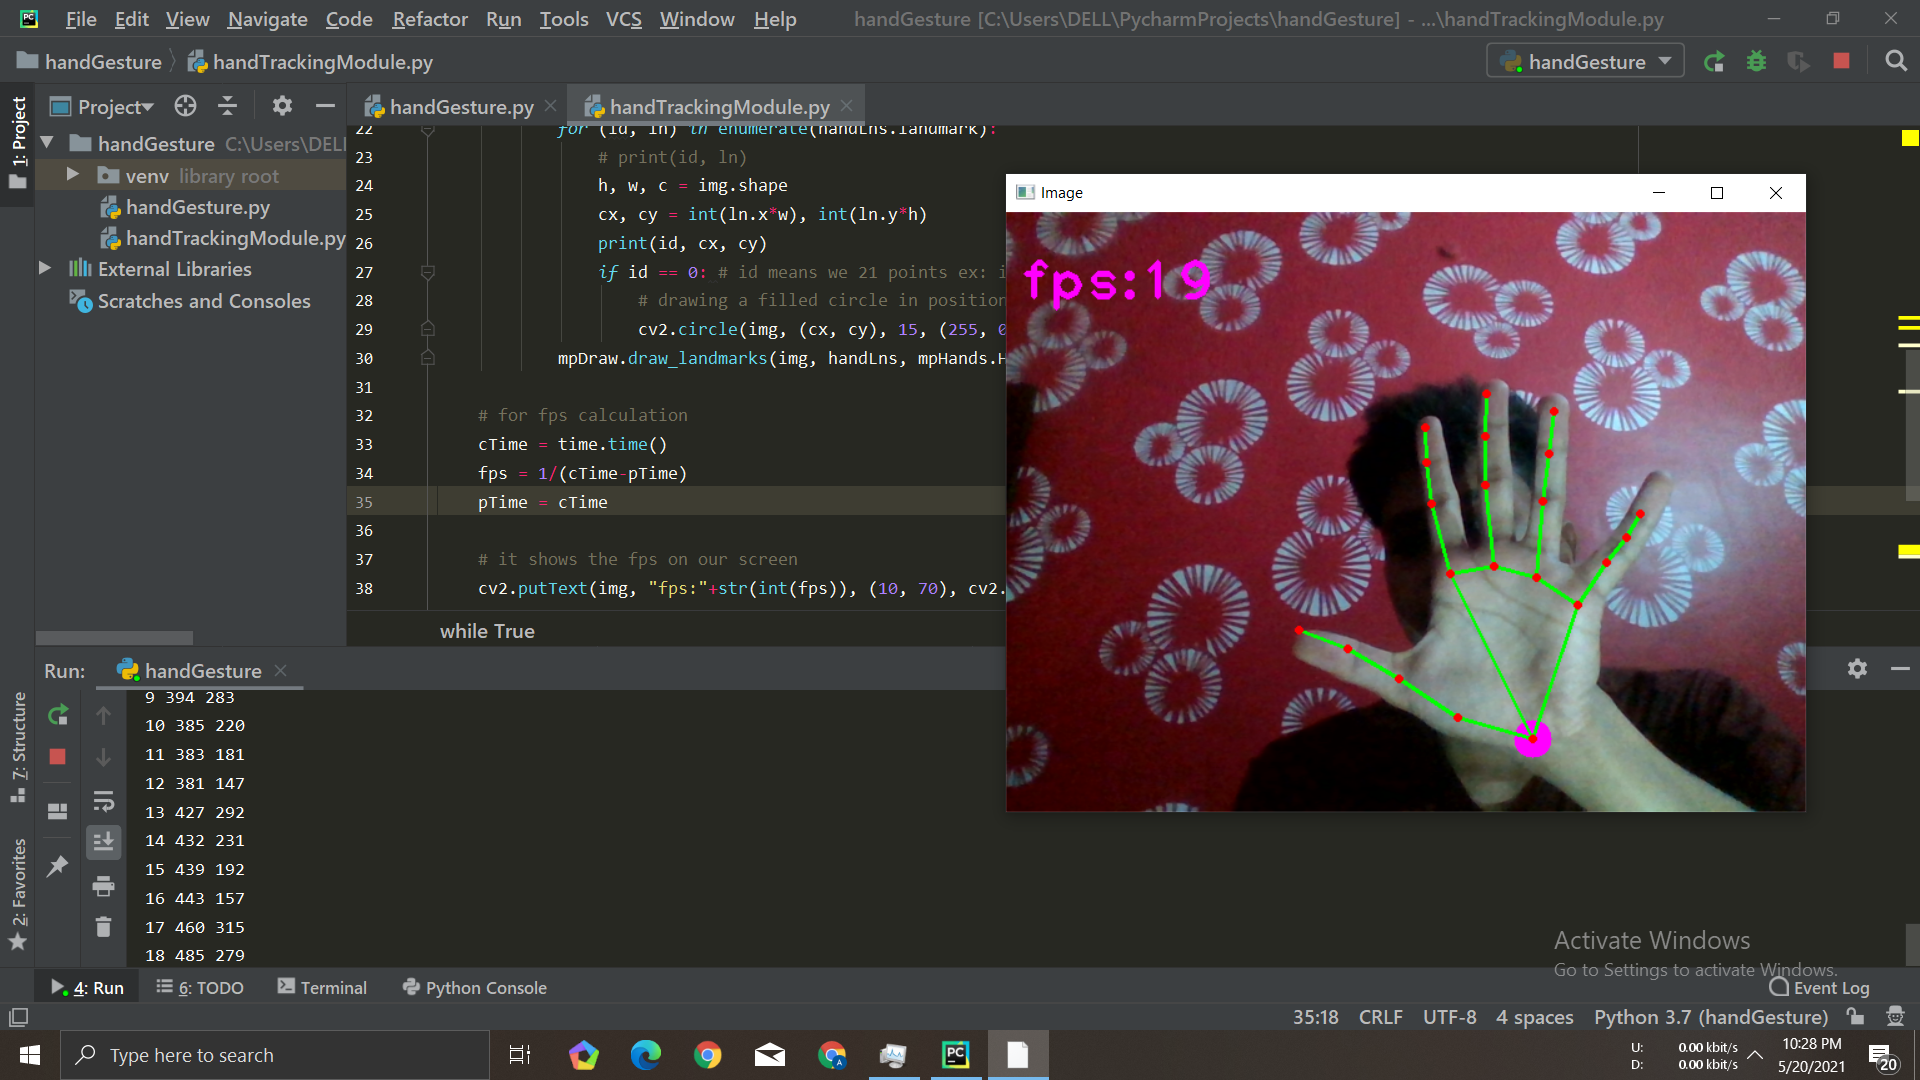 File Edit View Navigate Code Refactor Run Tools VCS Window Help handGesture [C:\Users\DELL\PycharmProjects\handGesture] - ...\handTrackingModule.py
handGesture handTrackingModule.py
handGesture
1: Project
Project
handGesture.py
handTrackingModule.py
handGesture C:\Users\DEL
venv library root
handGesture.py
handTrackingModule.py
External Libraries
Scratches and Consoles
22 for (id, ln) in enumerate(handLns.landmark):
23 # print(id, ln)
24 h, w, c = img.shape
25 cx, cy = int(ln.x*w), int(ln.y*h)
26 print(id, cx, cy)
27 if id == 0: # id means we 21 points ex: i
28 # drawing a filled circle in position
29 cv2.circle(img, (cx, cy), 15, (255, 0
30 mpDraw.draw_landmarks(img, handLns, mpHands.H
31
32 # for fps calculation
33 cTime = time.time()
34 fps = 1/(cTime-pTime)
35 pTime = cTime
36
37 # it shows the fps on our screen
38 cv2.putText(img, "fps:"+str(int(fps)), (10, 70), cv2.
while True
Image
fps:19
Run: handGesture
9 394 283
10 385 220
11 383 181
12 381 147
13 427 292
14 432 231
15 439 192
16 443 157
17 460 315
18 485 279
7: Structure
2: Favorites
Activate Windows
Go to Settings to activate Windows.
4: Run 6: TODO Terminal Python Console
Event Log
35:18 CRLF UTF-8 4 spaces Python 3.7 (handGesture)
Type here to search
PC
A
U: 0.00 kbit/s
D: 0.00 kbit/s
10:28 PM
5/20/2021
20